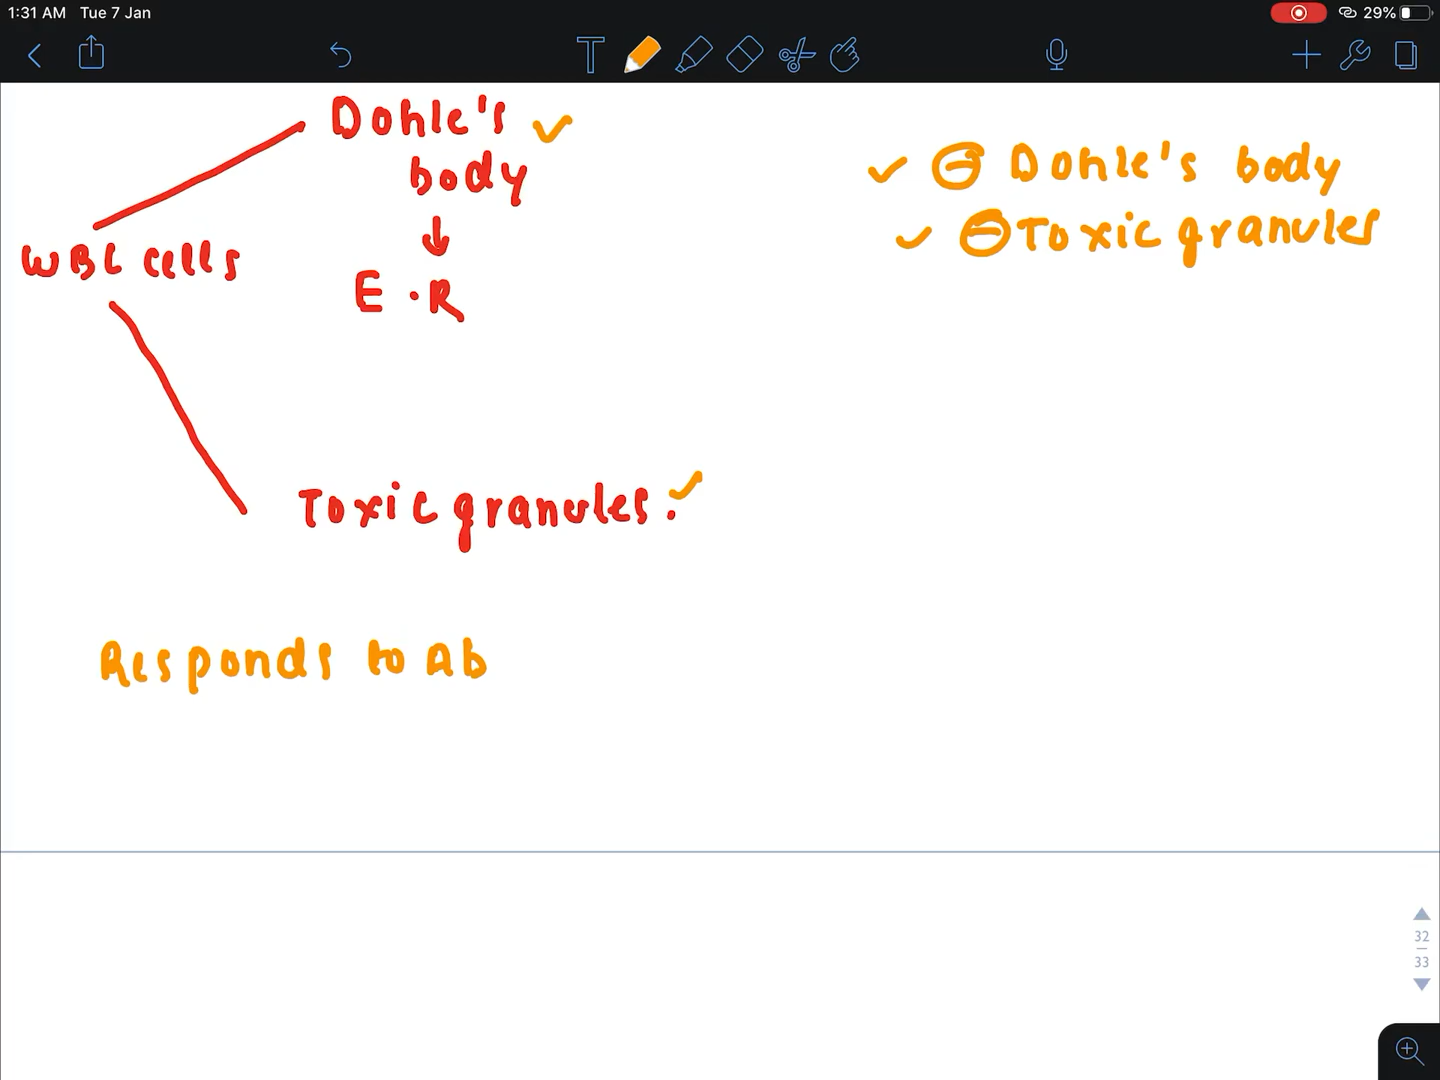 1:31 AM Tue 7 Jan
29%
T
Dohle's
body
WBC cells
E.R
Toxic granules.
Responds to Ab
Dohle's body
Toxic granules
32
33